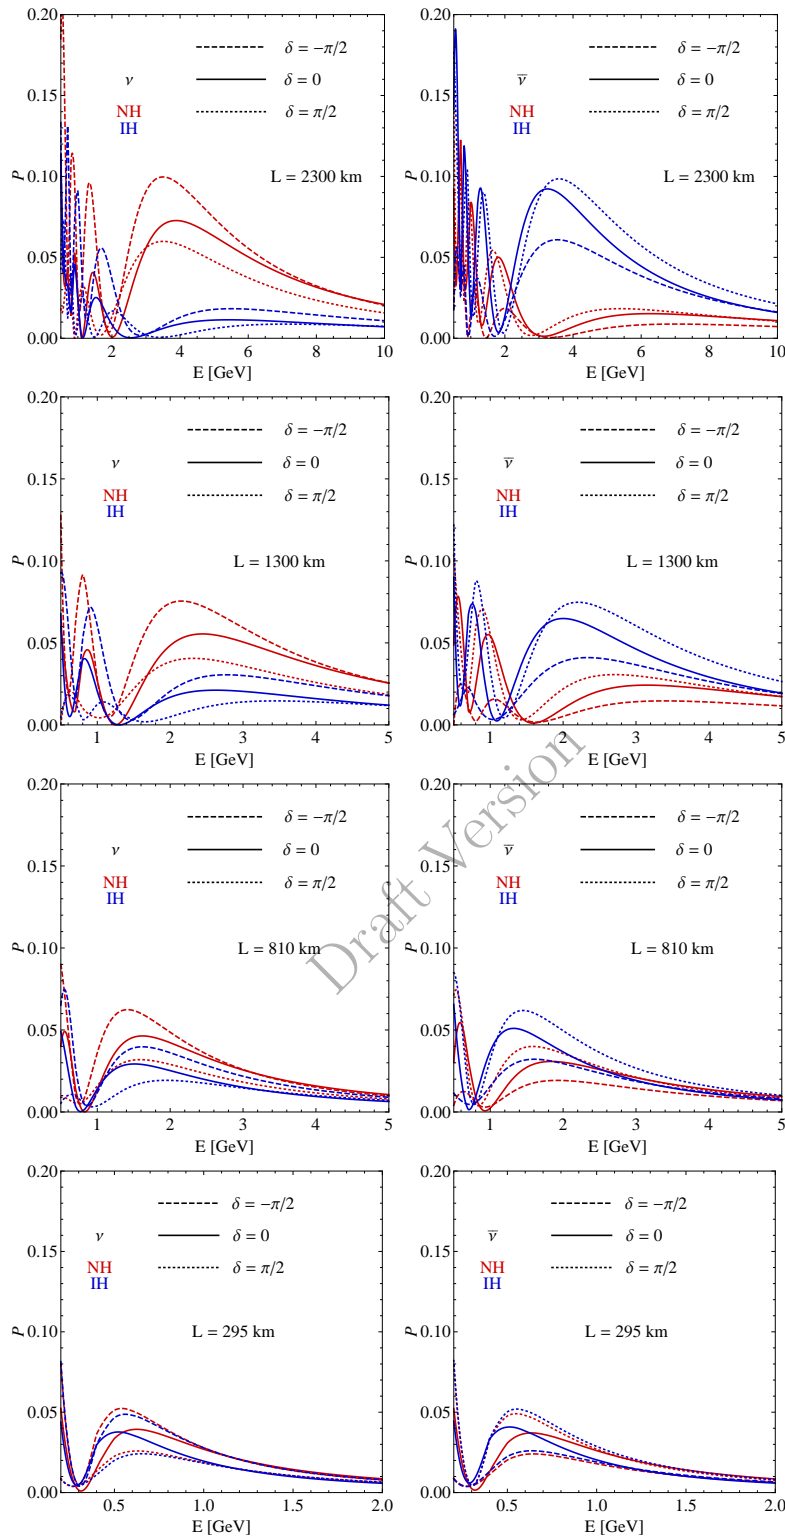 0.20
0.15
0.10
0.05
0.00
P
δ = −π/2
ν
δ = 0
NH
δ = π/2
IH
L = 2300 km
2 4 6 8 10
E [GeV]
0.20
0.15
0.10
0.05
0.00
P
δ = −π/2
ν̅
δ = 0
NH
δ = π/2
IH
L = 2300 km
2 4 6 8 10
E [GeV]
0.20
0.15
0.10
0.05
0.00
P
δ = −π/2
ν
δ = 0
NH
δ = π/2
IH
L = 1300 km
1 2 3 4 5
E [GeV]
0.20
0.15
0.10
0.05
0.00
P
δ = −π/2
ν̅
δ = 0
NH
δ = π/2
IH
L = 1300 km
1 2 3 4 5
E [GeV]
Draft Version
0.20
0.15
0.10
0.05
0.00
P
δ = −π/2
ν
δ = 0
NH
δ = π/2
IH
L = 810 km
1 2 3 4 5
E [GeV]
0.20
0.15
0.10
0.05
0.00
P
δ = −π/2
ν̅
δ = 0
NH
δ = π/2
IH
L = 810 km
1 2 3 4 5
E [GeV]
0.20
0.15
0.10
0.05
0.00
P
δ = −π/2
ν
δ = 0
NH
δ = π/2
IH
L = 295 km
0.5 1.0 1.5 2.0
E [GeV]
0.20
0.15
0.10
0.05
0.00
P
δ = −π/2
ν̅
δ = 0
NH
δ = π/2
IH
L = 295 km
0.5 1.0 1.5 2.0
E [GeV]